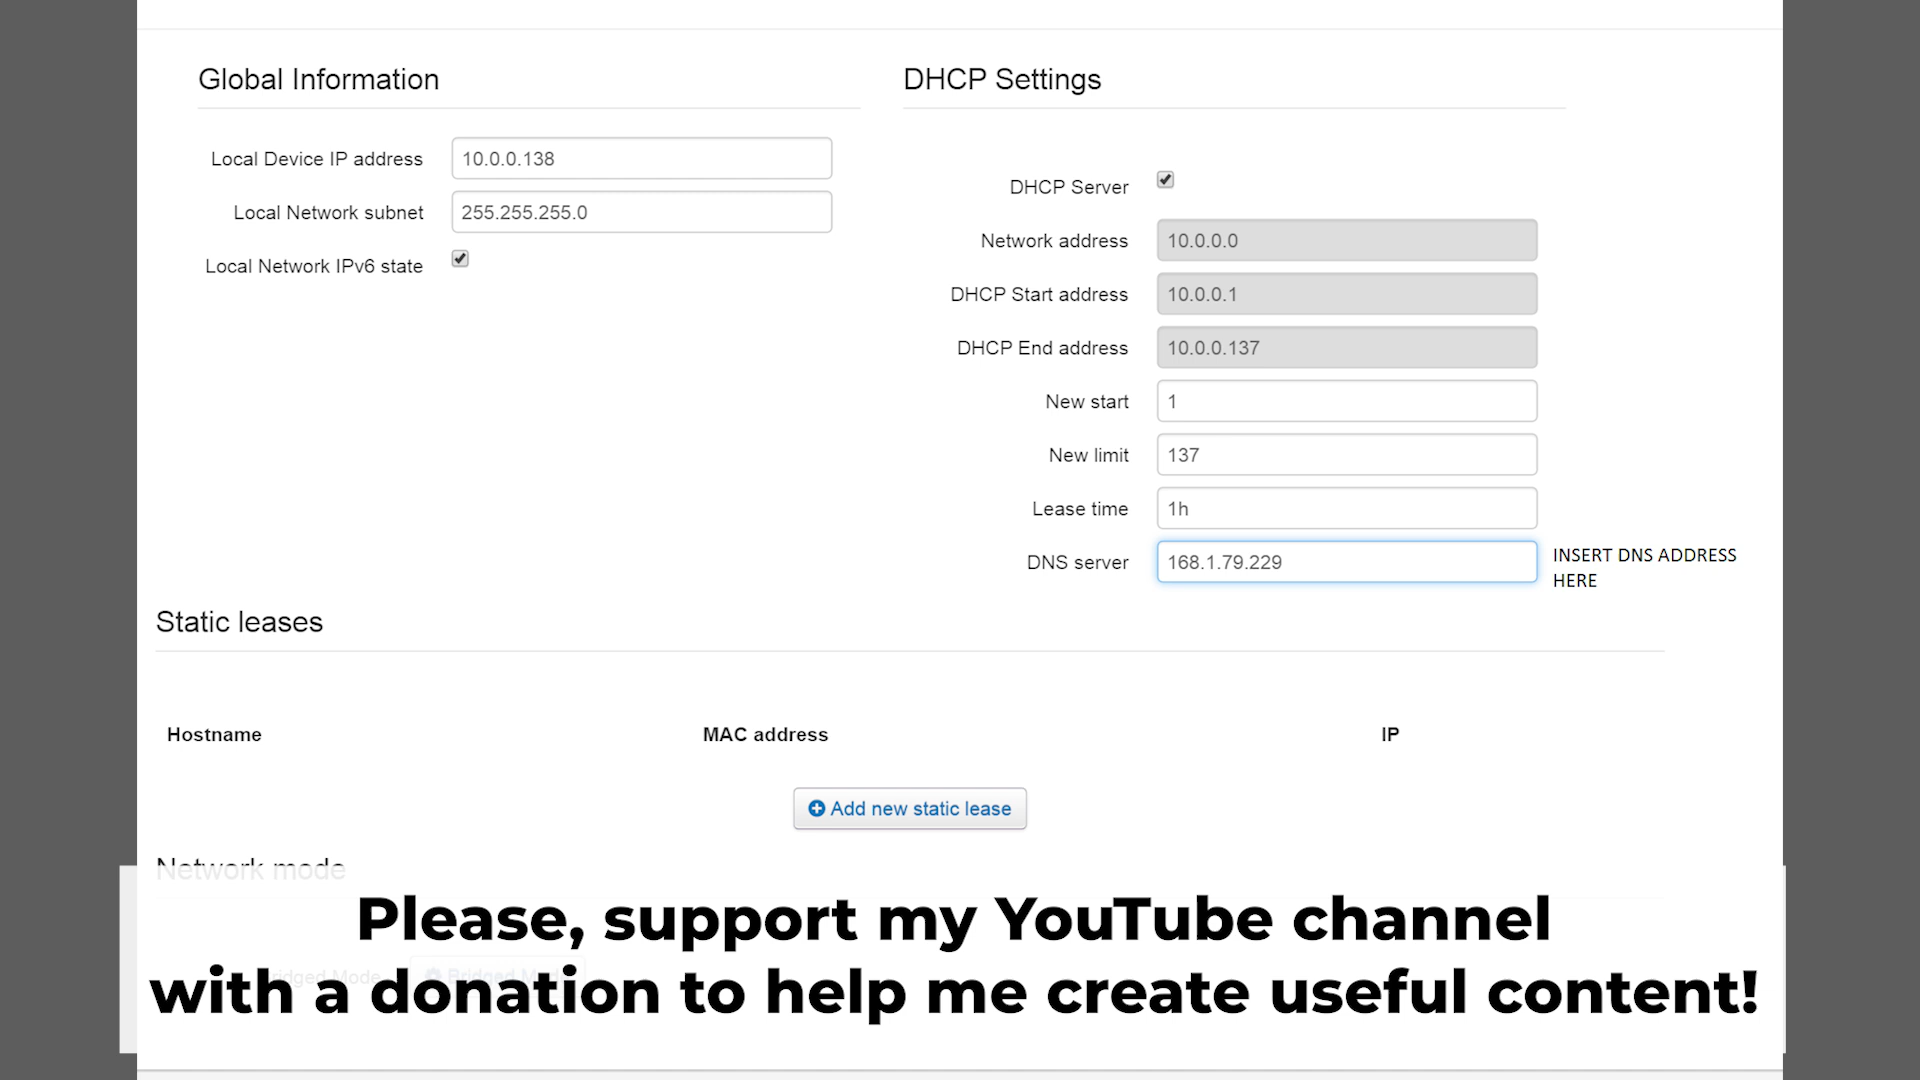 Global Information
Local Device IP address 10.0.0.138
Local Network subnet 255.255.255.0
Local Network IPv6 state
DHCP Settings
DHCP Server
Network address 10.0.0.0
DHCP Start address 10.0.0.1
DHCP End address 10.0.0.137
New start 1
New limit 137
Lease time 1h
DNS server 168.1.79.229
INSERT DNS ADDRESS
HERE
Static leases
Hostname MAC address IP
Add new static lease
Network mode
Please, support my YouTube channel
with a donation to help me create useful content!